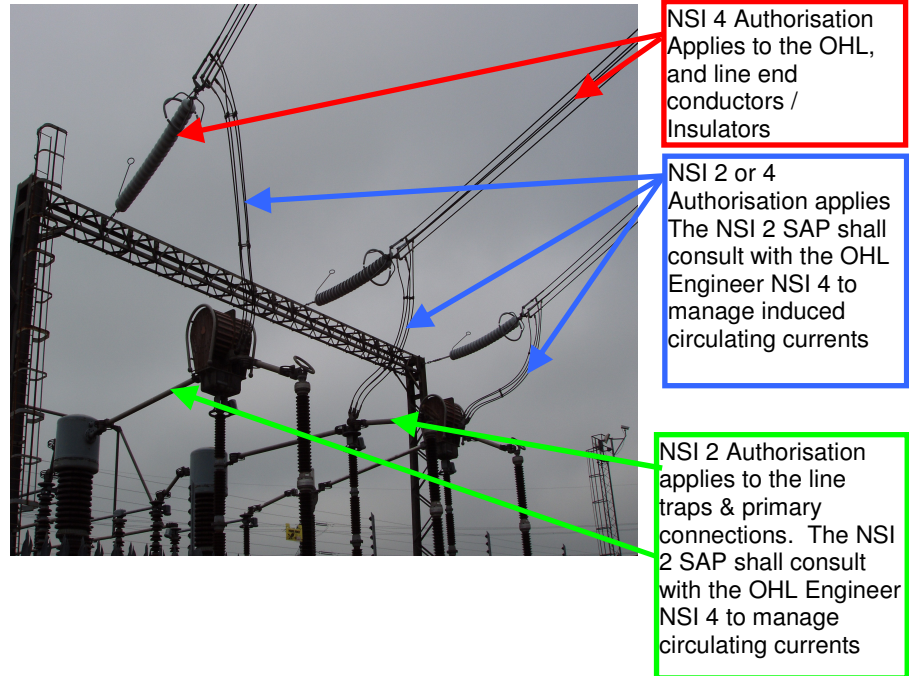 NSI 4 Authorisation
Applies to the OHL,
and line end
conductors /
Insulators
NSI 2 or 4
Authorisation applies
The NSI 2 SAP shall
consult with the OHL
Engineer NSI 4 to
manage induced
circulating currents
NSI 2 Authorisation
applies to the line
traps & primary
connections.  The NSI
2 SAP shall consult
with the OHL Engineer
NSI 4 to manage
circulating currents